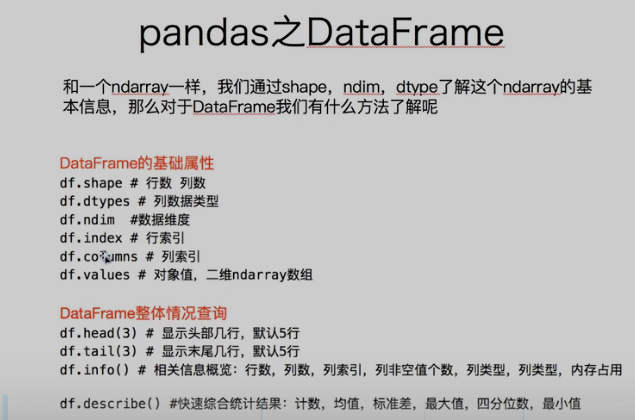 pandas之DataFrame
和一个ndarray一样，我们通过shape，ndim，dtype了解这个ndarray的基
本信息，那么对于DataFrame我们有什么方法了解呢
DataFrame的基础属性
df.shape # 行数 列数
df.dtypes # 列数据类型
df.ndim #数据维度
df.index # 行索引
df.columns # 列索引
df.values # 对象值，二维ndarray数组
DataFrame整体情况查询
df.head(3) # 显示头部几行，默认5行
df.tail(3) # 显示末尾几行，默认5行
df.info() # 相关信息概览：行数，列数，列索引，列非空值个数，列类型，列类型，内存占用
df.describe() #快速综合统计结果：计数，均值，标准差，最大值，四分位数，最小值